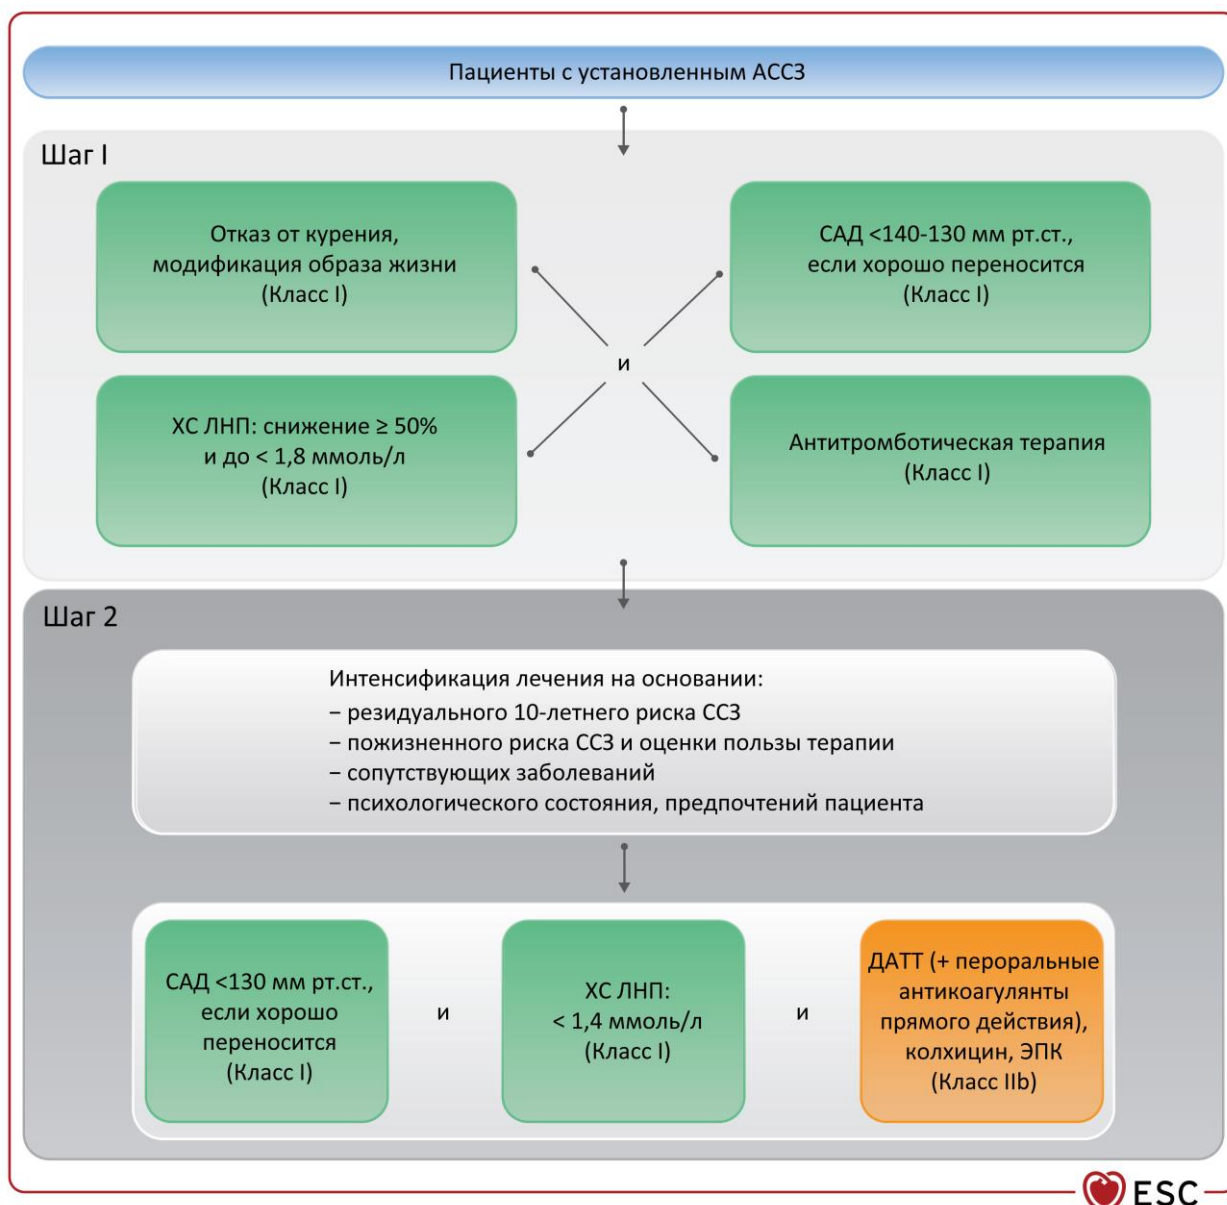 Пациенты с установленным АССЗ
Шаг I
Отказ от курения,
модификация образа жизни
(Класс I)
САД <140-130 мм рт.ст.,
если хорошо переносится
(Класс I)
и
ХС ЛНП: снижение ≥ 50%
и до < 1,8 ммоль/л
(Класс I)
Антитромботическая терапия
(Класс I)
Шаг 2
Интенсификация лечения на основании:
– резидуального 10-летнего риска ССЗ
– пожизненного риска ССЗ и оценки пользы терапии
– сопутствующих заболеваний
– психологического состояния, предпочтений пациента
САД <130 мм рт.ст.,
если хорошо
переносится
(Класс I)
и
ХС ЛНП:
< 1,4 ммоль/л
(Класс I)
и
ДАТТ (+ пероральные
антикоагулянты
прямого действия),
колхицин, ЭПК
(Класс IIb)
ESC